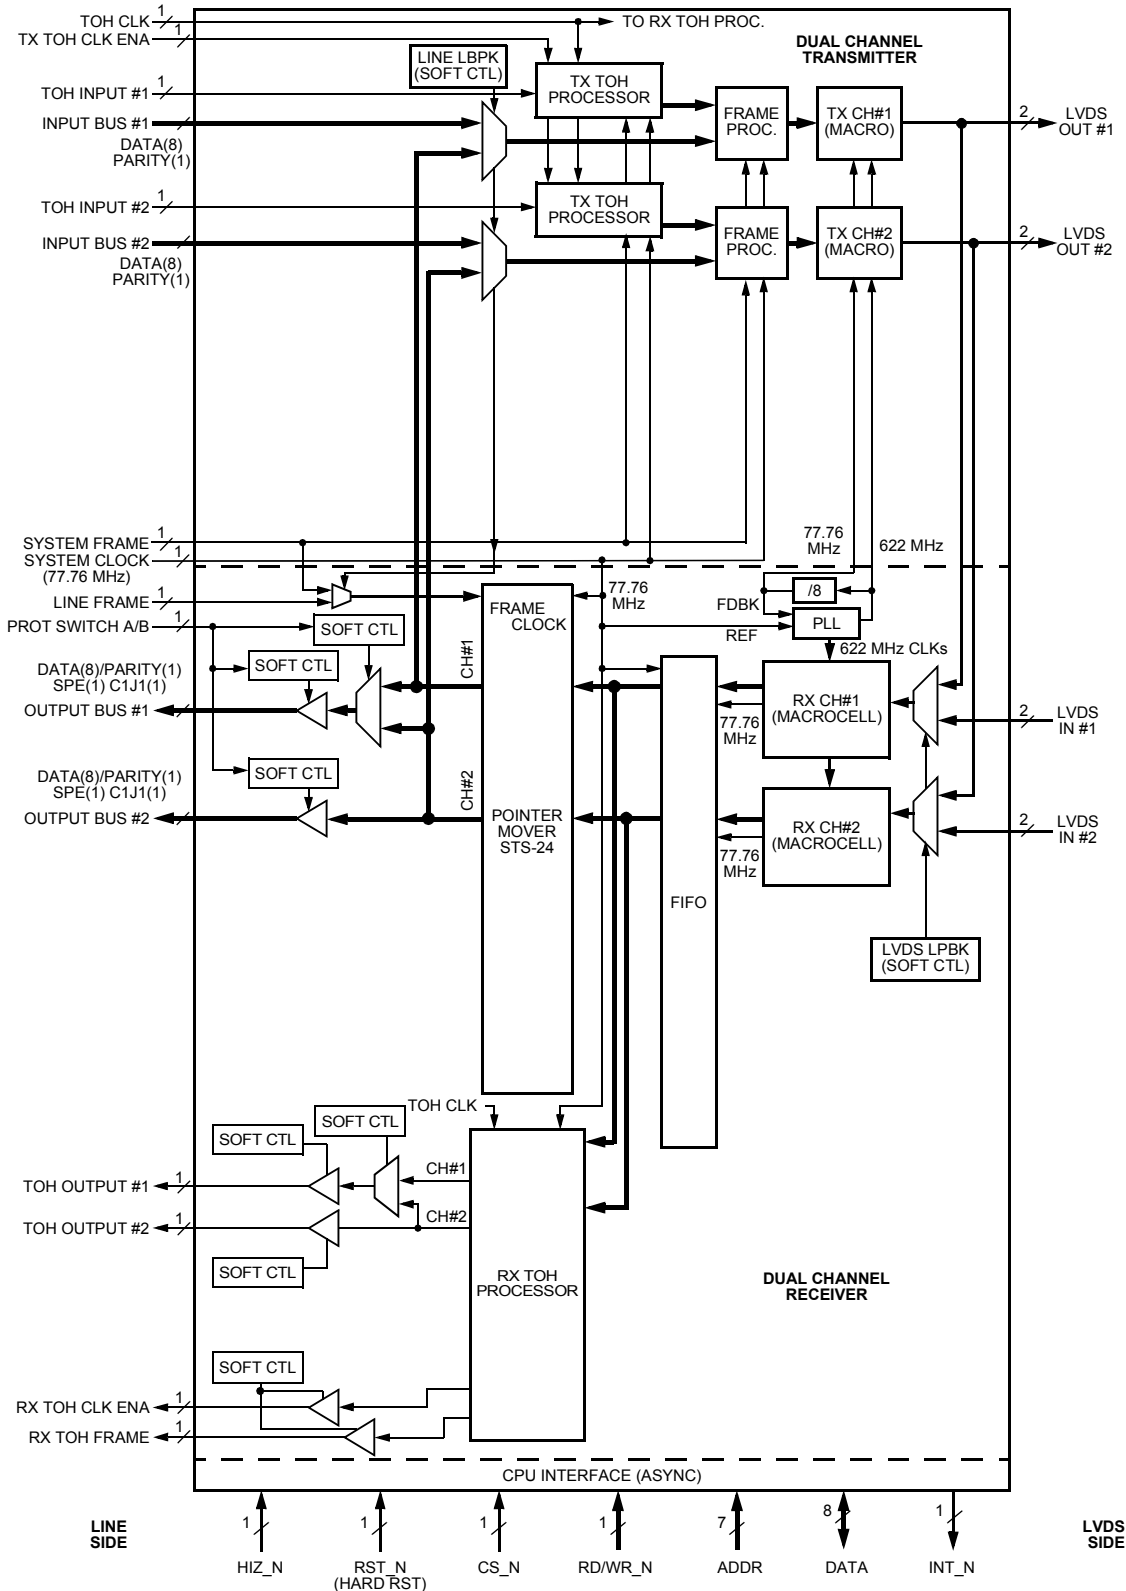 TOH CLK
1
TO RX TOH PROC.
TX TOH CLK ENA
1
DUAL CHANNEL
TRANSMITTER
LINE LBPK
(SOFT CTL)
TX TOH
PROCESSOR
TOH INPUT #1
1
INPUT BUS #1
DATA(8)
PARITY(1)
FRAME
PROC.
TX CH#1
(MACRO)
2
LVDS
OUT #1
TOH INPUT #2
1
TX TOH
PROCESSOR
INPUT BUS #2
DATA(8)
PARITY(1)
FRAME
PROC.
TX CH#2
(MACRO)
2
LVDS
OUT #2
SYSTEM FRAME
1
SYSTEM CLOCK
(77.76 MHz)
1
77.76
MHz
622 MHz
LINE FRAME
1
PROT SWITCH A/B
1
SOFT CTL
FRAME
CLOCK
77.76
MHz
FDBK
/8
REF
PLL
622 MHz CLKs
DATA(8)/PARITY(1)
SPE(1) C1J1(1)
OUTPUT BUS #1
SOFT CTL
CH#1
RX CH#1
(MACROCELL)
77.76
MHz
2
LVDS
IN #1
DATA(8)/PARITY(1)
SPE(1) C1J1(1)
OUTPUT BUS #2
SOFT CTL
CH#2
POINTER
MOVER
STS-24
RX CH#2
(MACROCELL)
77.76
MHz
2
LVDS
IN #2
FIFO
LVDS LPBK
(SOFT CTL)
TOH CLK
SOFT CTL
SOFT CTL
TOH OUTPUT #1
1
CH#1
TOH OUTPUT #2
1
CH#2
SOFT CTL
RX TOH
PROCESSOR
DUAL CHANNEL
RECEIVER
SOFT CTL
RX TOH CLK ENA
1
RX TOH FRAME
1
CPU INTERFACE (ASYNC)
LINE
SIDE
1
1
1
1
7
8
1
LVDS
SIDE
HIZ_N
RST_N
(HARD RST)
CS_N
RD/WR_N
ADDR
DATA
INT_N